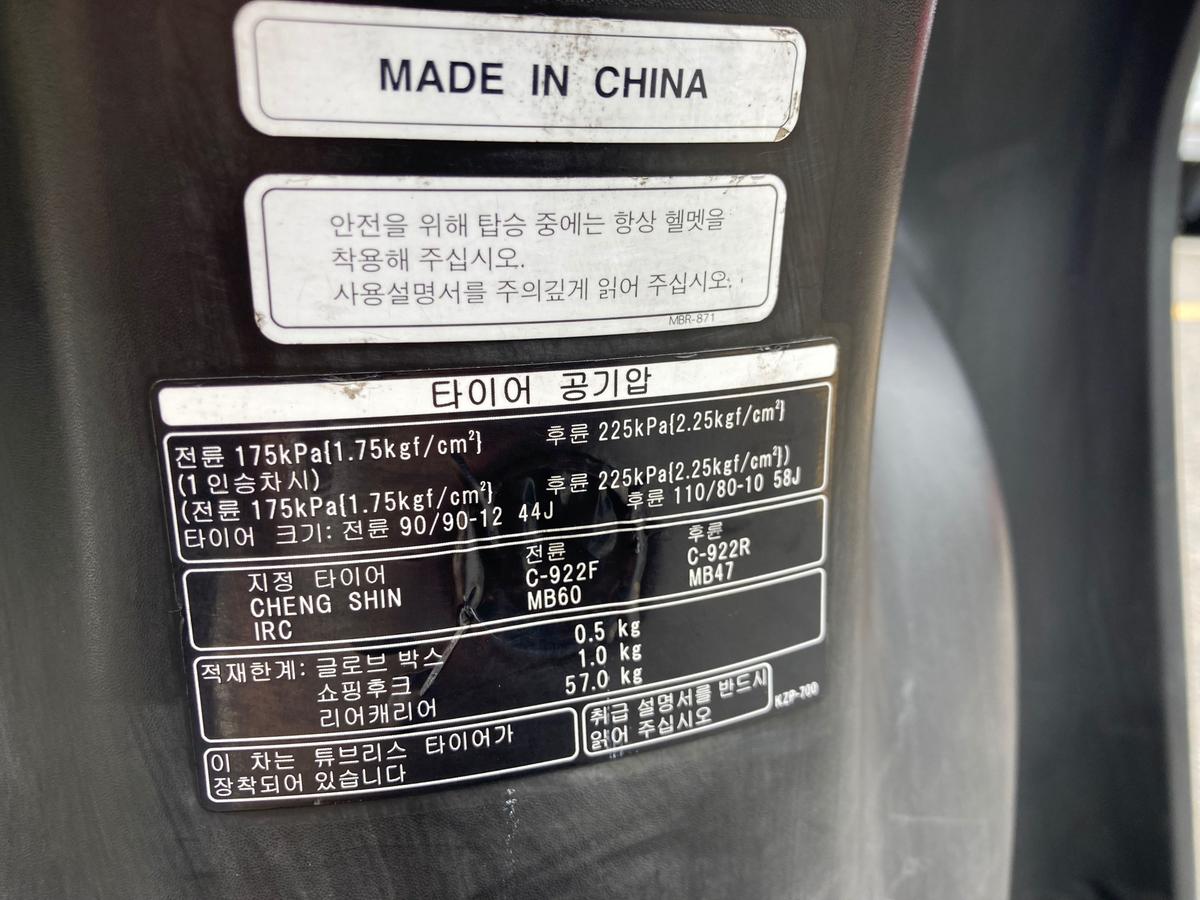 MADE IN CHINA
안전을 위해 탑승 중에는 항상 헬멧을
착용해 주십시오.
사용설명서를 주의깊게 읽어 주십시오.
MBR-871
타이어 공기압
전륜 175kPa{1.75kgf/cm²} 후륜 225kPa{2.25kgf/cm²}
(1인승차시)
(전륜 175kPa{1.75kgf/cm²} 후륜 225kPa{2.25kgf/cm²})
타이어 크기: 전륜 90/90-12 44J 후륜 110/80-10 58J
지정 타이어 전륜 후륜
CHENG SHIN C-922F C-922R
IRC MB60 MB47
적재한계: 글로브 박스 0.5 kg
쇼핑후크 1.0 kg
리어캐리어 57.0 kg
이 차는 튜브리스 타이어가
장착되어 있습니다
취급 설명서를 반드시
읽어 주십시오
KZP-700